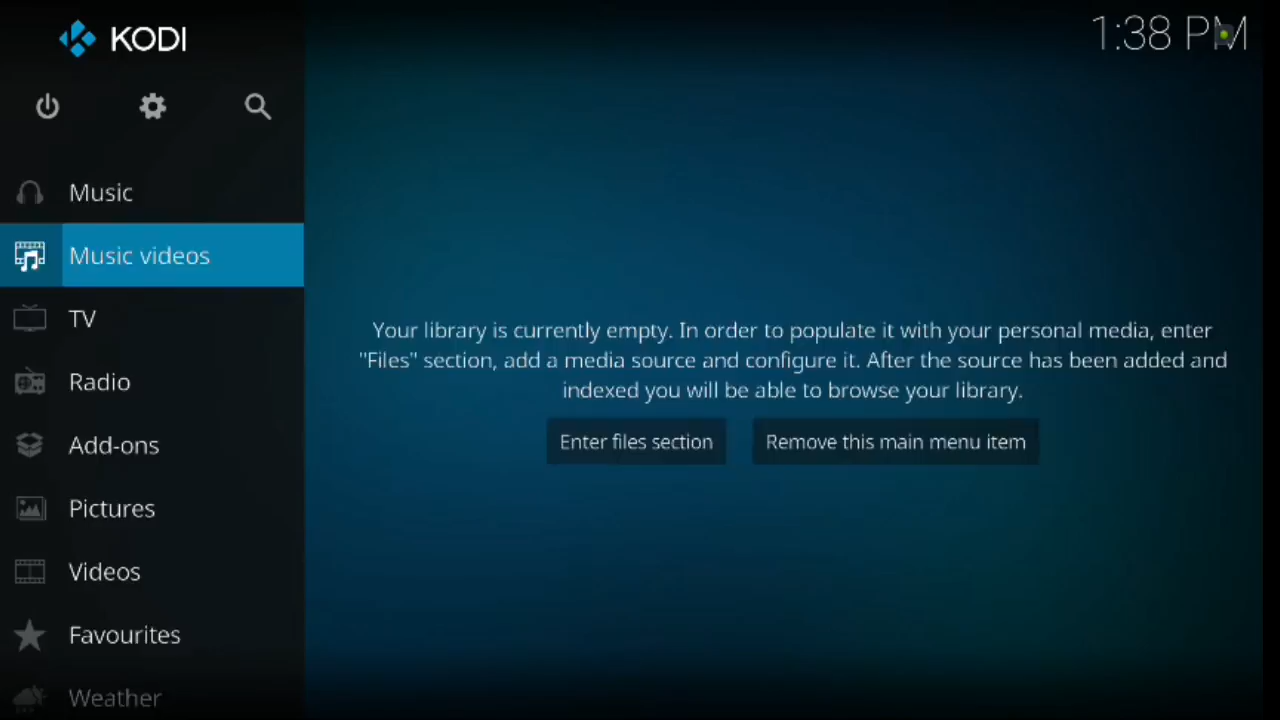 KODI
1:38 PM
Music
Music videos
TV
Radio
Add-ons
Pictures
Videos
Favourites
Weather
Your library is currently empty. In order to populate it with your personal media, enter
"Files" section, add a media source and configure it. After the source has been added and
indexed you will be able to browse your library.
Enter files section
Remove this main menu item